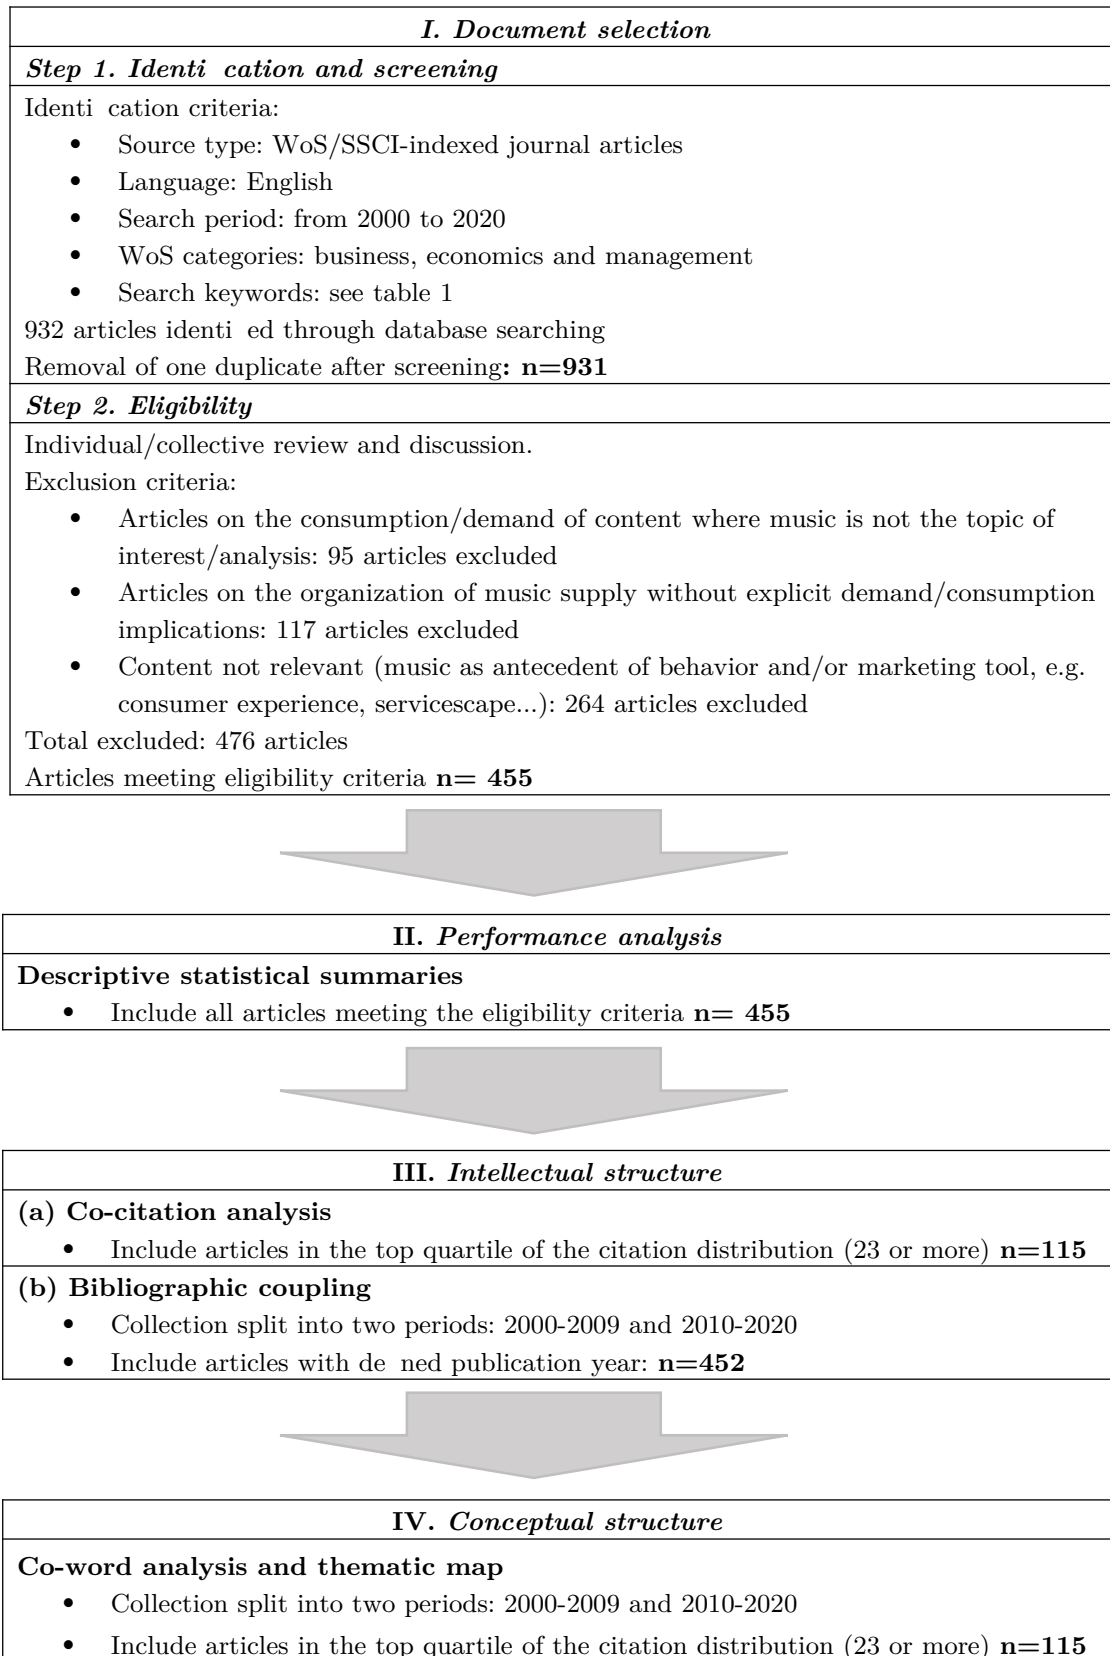 I. Document selection
Step 1. Identi cation and screening
Identi cation criteria:
• Source type: WoS/SSCI-indexed journal articles
• Language: English
• Search period: from 2000 to 2020
• WoS categories: business, economics and management
• Search keywords: see table 1
932 articles identi ed through database searching
Removal of one duplicate after screening: n=931
Step 2. Eligibility
Individual/collective review and discussion.
Exclusion criteria:
• Articles on the consumption/demand of content where music is not the topic of
interest/analysis: 95 articles excluded
• Articles on the organization of music supply without explicit demand/consumption
implications: 117 articles excluded
• Content not relevant (music as antecedent of behavior and/or marketing tool, e.g.
consumer experience, servicescape...): 264 articles excluded
Total excluded: 476 articles
Articles meeting eligibility criteria n= 455
II. Performance analysis
Descriptive statistical summaries
• Include all articles meeting the eligibility criteria n= 455
III. Intellectual structure
(a) Co-citation analysis
• Include articles in the top quartile of the citation distribution (23 or more) n=115
(b) Bibliographic coupling
• Collection split into two periods: 2000-2009 and 2010-2020
• Include articles with de ned publication year: n=452
IV. Conceptual structure
Co-word analysis and thematic map
• Collection split into two periods: 2000-2009 and 2010-2020
• Include articles in the top quartile of the citation distribution (23 or more) n=115